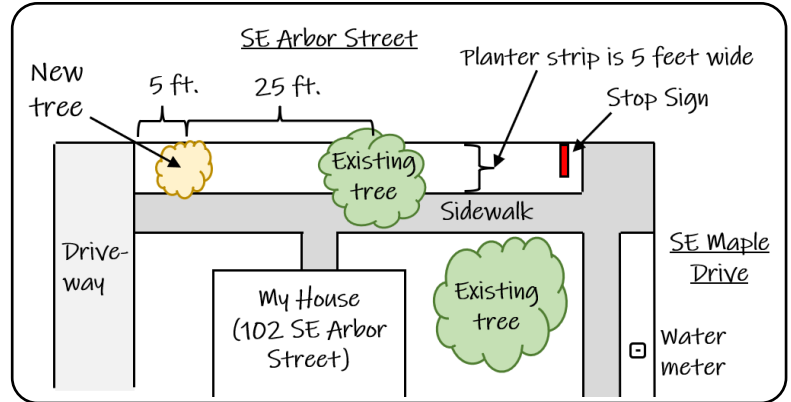 SE Arbor Street
Planter strip is 5 feet wide
New
tree
5 ft.
25 ft.
Stop Sign
Existing
tree
Sidewalk
Drive-
way
SE Maple
Drive
My House
(102 SE Arbor
Street)
Existing
tree
Water
meter